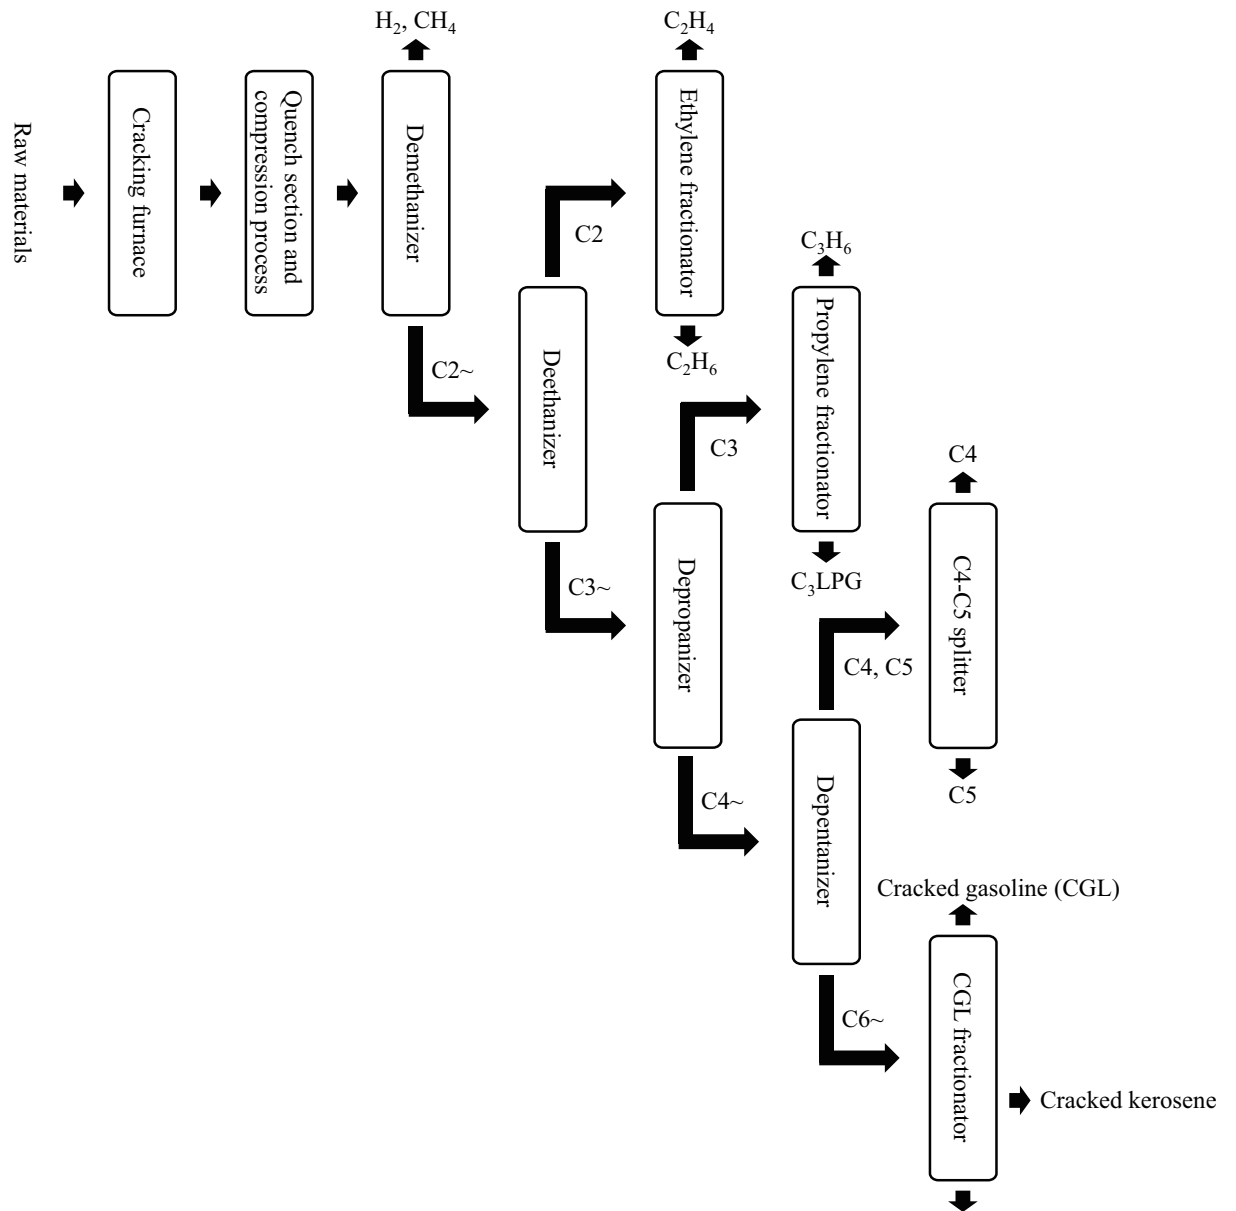 Raw materials
Cracking furnace
Quench section and
compression process
H₂, CH₄
Demethanizer
C2~
Deethanizer
C2
C₂H₄
Ethylene fractionator
C₂H₆
C3~
Depropanizer
C3
C₃H₆
Propylene fractionator
C₃LPG
C4~
Depentanizer
C4, C5
C4
C4-C5 splitter
C5
C6~
Cracked gasoline (CGL)
CGL fractionator
Cracked kerosene